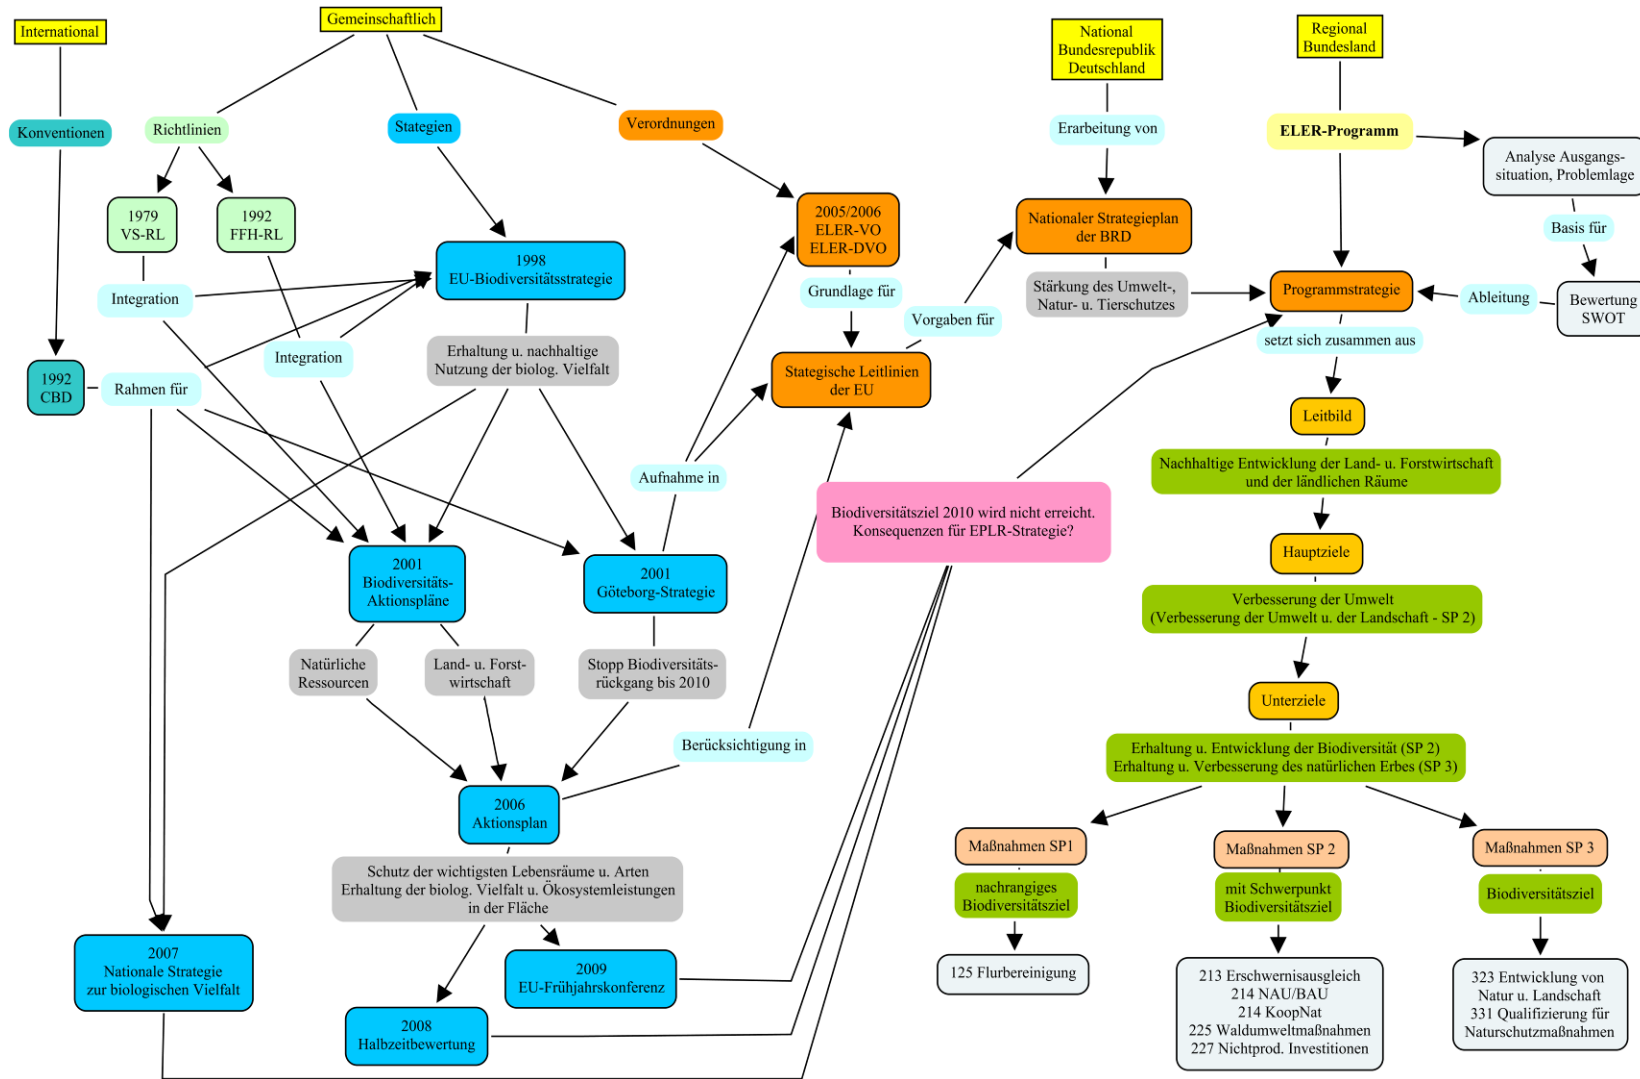 International
Gemeinschaftlich
National
Bundesrepublik
Deutschland
Regional
Bundesland
Konventionen
Richtlinien
Stategien
Verordnungen
Erarbeitung von
ELER-Programm
Analyse Ausgangs-
situation, Problemlage
1979
VS-RL
1992
FFH-RL
2005/2006
ELER-VO
ELER-DVO
Nationaler Strategieplan
der BRD
Basis für
1998
EU-Biodiversitätsstrategie
Integration
Grundlage für
Stärkung des Umwelt-,
Natur- u. Tierschutzes
Programmstrategie
Ableitung
Bewertung
SWOT
Vorgaben für
setzt sich zusammen aus
Integration
Erhaltung u. nachhaltige
Nutzung der biolog. Vielfalt
1992
CBD
Rahmen für
Stategische Leitlinien
der EU
Leitbild
Aufnahme in
Nachhaltige Entwicklung der Land- u. Forstwirtschaft
und der ländlichen Räume
Biodiversitätsziel 2010 wird nicht erreicht.
Konsequenzen für EPLR-Strategie?
Hauptziele
2001
Biodiversitäts-
Aktionspläne
2001
Göteborg-Strategie
Verbesserung der Umwelt
(Verbesserung der Umwelt u. der Landschaft - SP 2)
Natürliche
Ressourcen
Land- u. Forst-
wirtschaft
Stopp Biodiversitäts-
rückgang bis 2010
Unterziele
Berücksichtigung in
Erhaltung u. Entwicklung der Biodiversität (SP 2)
Erhaltung u. Verbesserung des natürlichen Erbes (SP 3)
2006
Aktionsplan
Maßnahmen SP1
Maßnahmen SP 2
Maßnahmen SP 3
Schutz der wichtigsten Lebensräume u. Arten
Erhaltung der biolog. Vielfalt u. Ökosystemleistungen
in der Fläche
nachrangiges
Biodiversitätsziel
mit Schwerpunkt
Biodiversitätsziel
Biodiversitätsziel
2007
Nationale Strategie
zur biologischen Vielfalt
2009
EU-Frühjahrskonferenz
125 Flurbereinigung
213 Erschwernisausgleich
214 NAU/BAU
214 KoopNat
225 Waldumweltmaßnahmen
227 Nichtprod. Investitionen
323 Entwicklung von
Natur u. Landschaft
331 Qualifizierung für
Naturschutzmaßnahmen
2008
Halbzeitbewertung